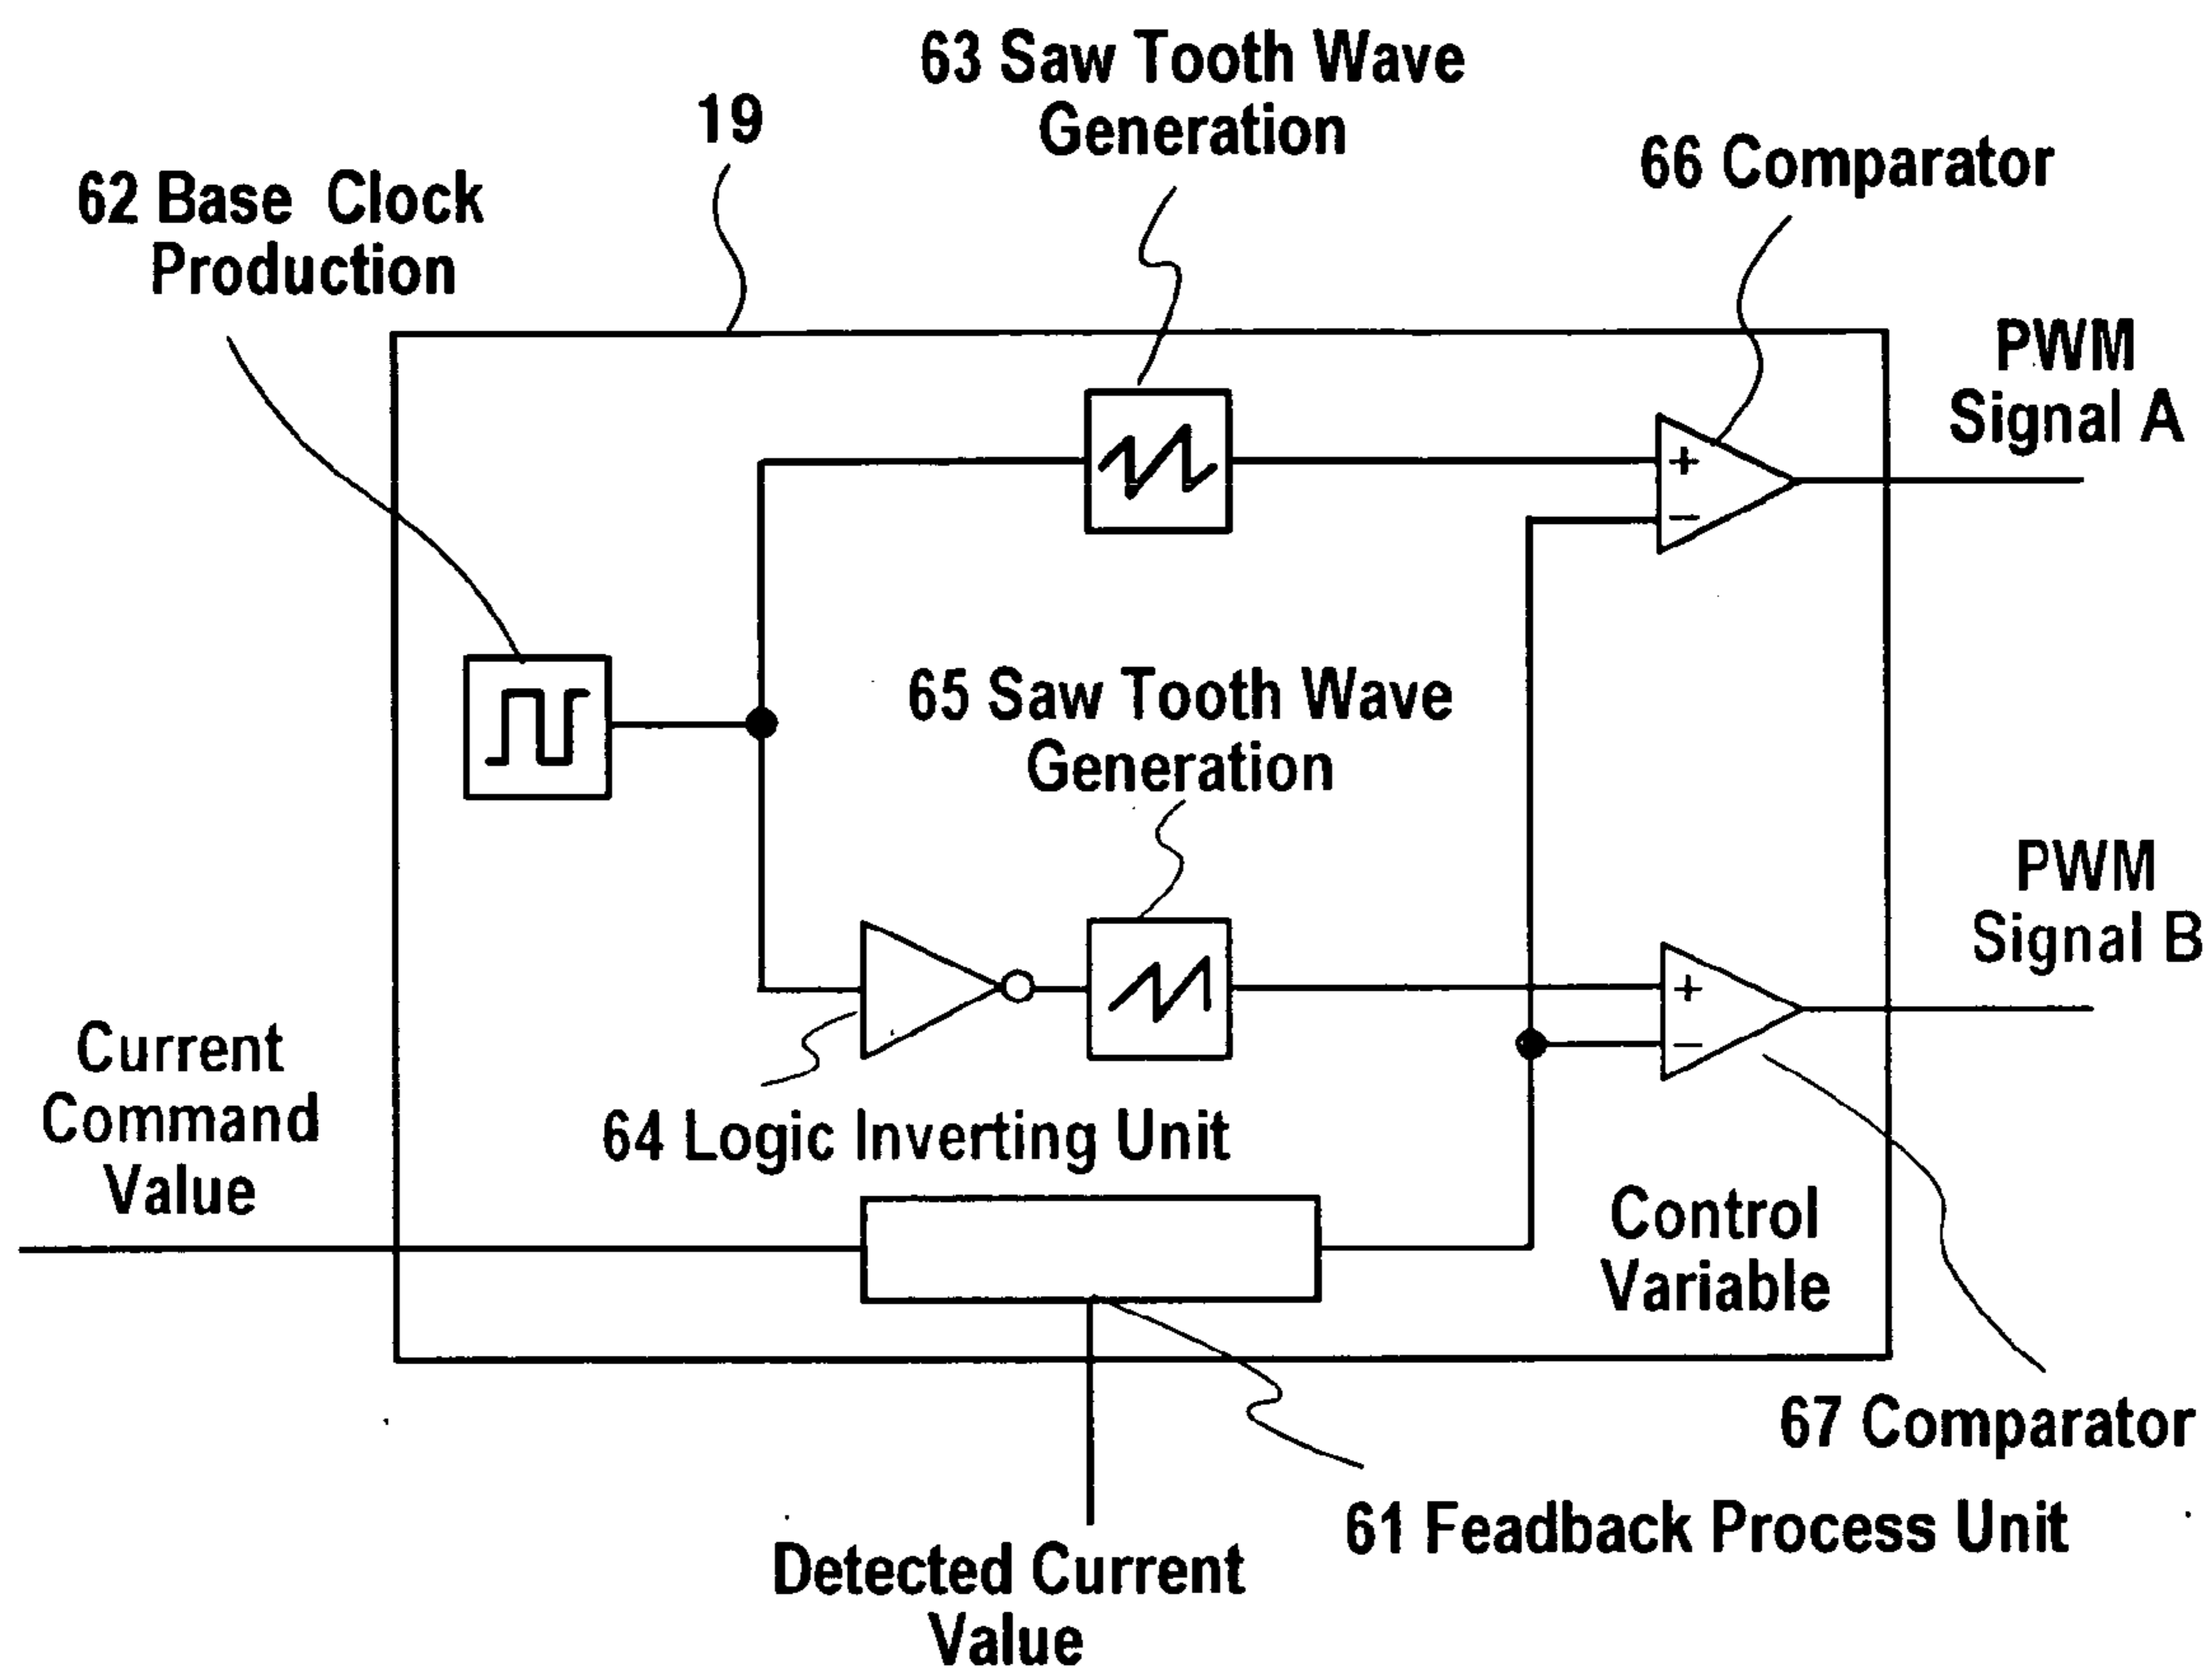 63 Saw Tooth Wave
Generation
19
66 Comparator
62 Base Clock
Production
PWM
Signal A
+
−
65 Saw Tooth Wave
Generation
PWM
Signal B
+
−
Current
Command
Value
64 Logic Inverting Unit
Control
Variable
67 Comparator
61 Feadback Process Unit
Detected Current
Value